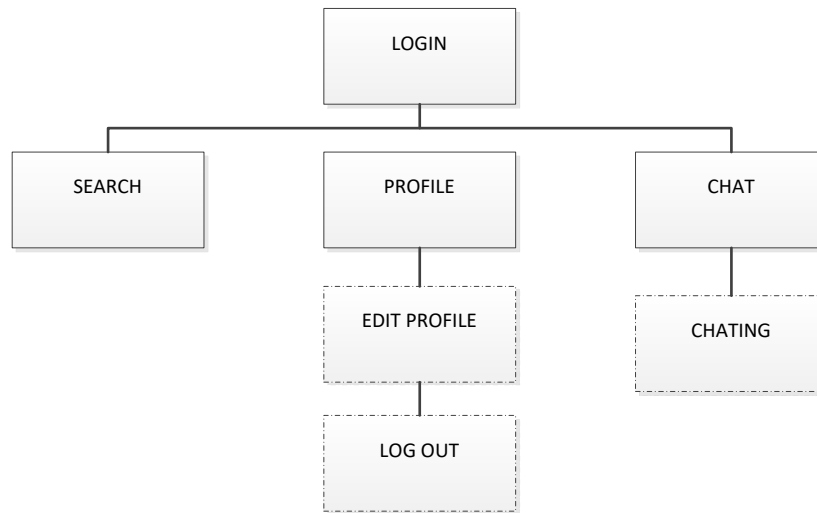 LOGIN
SEARCH
PROFILE
CHAT
EDIT PROFILE
CHATING
LOG OUT